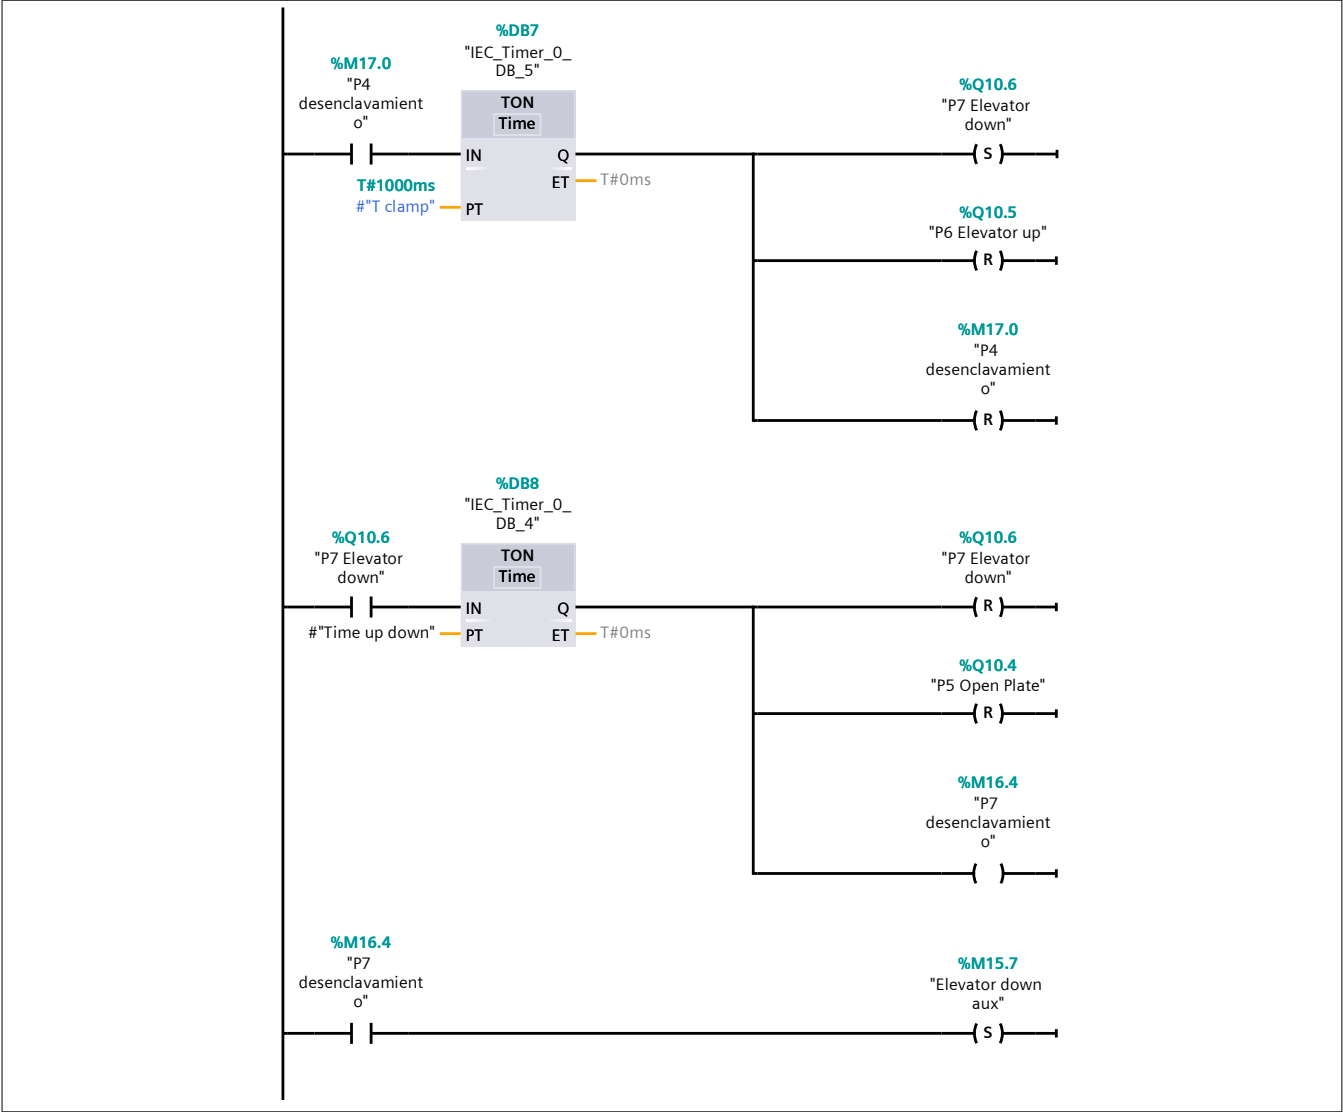 %DB7
"IEC_Timer_0_
DB_5"
%M17.0
"P4
desenclavamient
o"
TON
Time
IN
Q
ET
T#0ms
T#1000ms
#"T clamp"
PT
%Q10.6
"P7 Elevator
down"
S
%Q10.5
"P6 Elevator up"
R
%M17.0
"P4
desenclavamient
o"
R
%DB8
"IEC_Timer_0_
DB_4"
%Q10.6
"P7 Elevator
down"
TON
Time
IN
Q
#"Time up down"
PT
ET
T#0ms
%Q10.6
"P7 Elevator
down"
R
%Q10.4
"P5 Open Plate"
R
%M16.4
"P7
desenclavamient
o"
%M16.4
"P7
desenclavamient
o"
%M15.7
"Elevator down
aux"
S